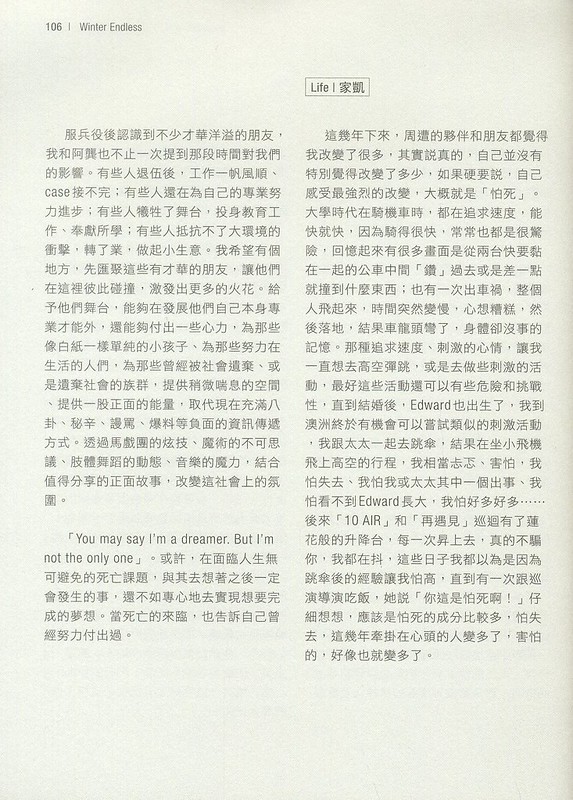 106 | Winter Endless
服兵役後認識到不少才華洋溢的朋友，
我和阿龔也不止一次提到那段時間對我們
的影響。有些人退伍後，工作一帆風順、
case接不完；有些人還在為自己的專業努
力進步；有些人犧牲了舞台，投身教育工
作、奉獻所學；有些人抵抗不了大環境的
衝擊，轉了業，做起小生意。我希望有個
地方，先匯聚這些有才華的朋友，讓他們
在這裡彼此碰撞，激發出更多的火花。給
予他們舞台，能夠在發展他們自己本身專
業才能外，還能夠付出一些心力，為那些
像白紙一樣單純的小孩子、為那些努力在
生活的人們，為那些曾經被社會遺棄、或
是遺棄社會的族群，提供稍微喘息的空間
、提供一股正面的能量，取代現在充滿八
卦、秘辛、謾罵、爆料等負面的資訊傳遞
方式。透過馬戲團的炫技、魔術的不可思
議、肢體舞蹈的動態、音樂的魔力，結合
值得分享的正面故事，改變這社會上的氛
圍。
「You may say I'm a dreamer. But I'm
not the only one」。或許，在面臨人生無
可避免的死亡課題，與其去想著之後一定
會發生的事，還不如專心地去實現想要完
成的夢想。當死亡的來臨，也告訴自己曾
經努力付出過。
Life | 家凱
這幾年下來，周遭的夥伴和朋友都覺得
我改變了很多，其實說真的，自己並沒有
特別覺得改變了多少，如果硬要說，自己
感受最強烈的改變，大概就是「怕死」。
大學時代在騎機車時，都在追求速度，能
快就快，因為騎得很快，常常也都是很驚
險，回憶起來有很多畫面是從兩台快要黏
在一起的公車中間「鑽」過去或是差一點
就撞到什麼東西；也有一次出車禍，整個
人飛起來，時間突然變慢，心想糟糕，然
後落地，結果車龍頭彎了，身體卻沒事的
記憶。那種追求速度、刺激的心情，讓我
一直想去高空彈跳，或是去做些刺激的活
動，最好這些活動還可以有些危險和挑戰
性，直到結婚後，Edward也出生了，我到
澳洲終於有機會可以嘗試類似的刺激活動
，我跟太太一起去跳傘，結果在坐小飛機
飛上高空的行程，我相當忐忑、害怕，我
怕失去、我怕我或太太其中一個出事、我
怕看不到Edward長大，我怕好多好多……
後來「10 AIR」和「再遇見」巡迴有了蓮
花般的升降台，每一次昇上去，真的不騙
你，我都在抖，這些日子我都以為是因為
跳傘後的經驗讓我怕高，直到有一次跟巡
演導演吃飯，她說「你這是怕死啊！」仔
細想想，應該是怕死的成分比較多，怕失
去，這幾年牽掛在心頭的人變多了，害怕
的，好像也就變多了。